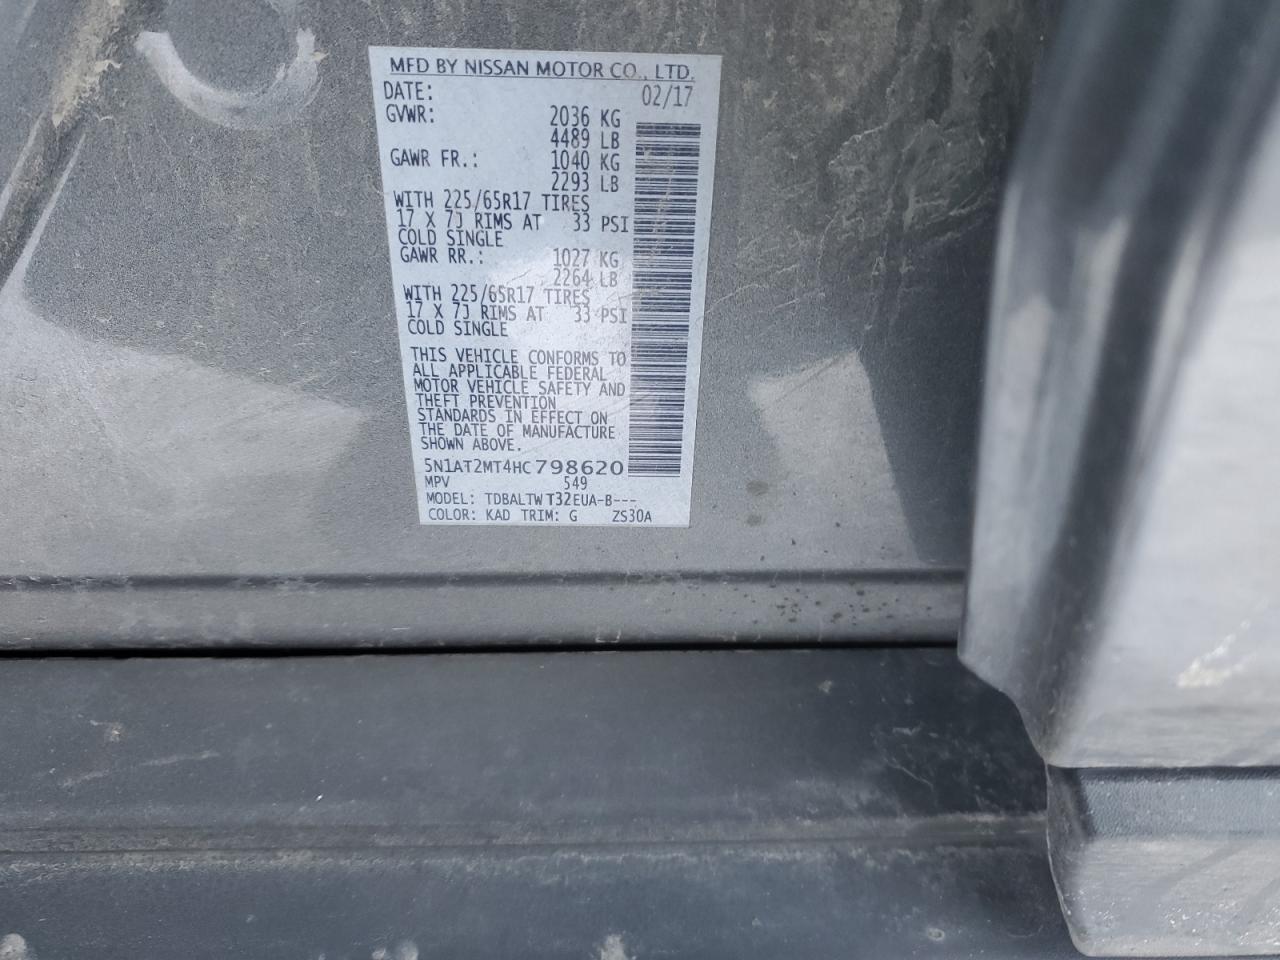 MFD BY NISSAN MOTOR CO., LTD.
DATE: 02/17
GVWR: 2036 KG
4489 LB
GAWR FR.: 1040 KG
2293 LB
WITH 225/65R17 TIRES
17 X 7J RIMS AT 33 PSI
COLD SINGLE
GAWR RR.: 1027 KG
2264 LB
WITH 225/65R17 TIRES
17 X 7J RIMS AT 33 PSI
COLD SINGLE
THIS VEHICLE CONFORMS TO
ALL APPLICABLE FEDERAL
MOTOR VEHICLE SAFETY AND
THEFT PREVENTION
STANDARDS IN EFFECT ON
THE DATE OF MANUFACTURE
SHOWN ABOVE.
5N1AT2MT4HC798620
MPV 549
MODEL: TDBALTWT32EUA-B---
COLOR: KAD TRIM: G ZS30A